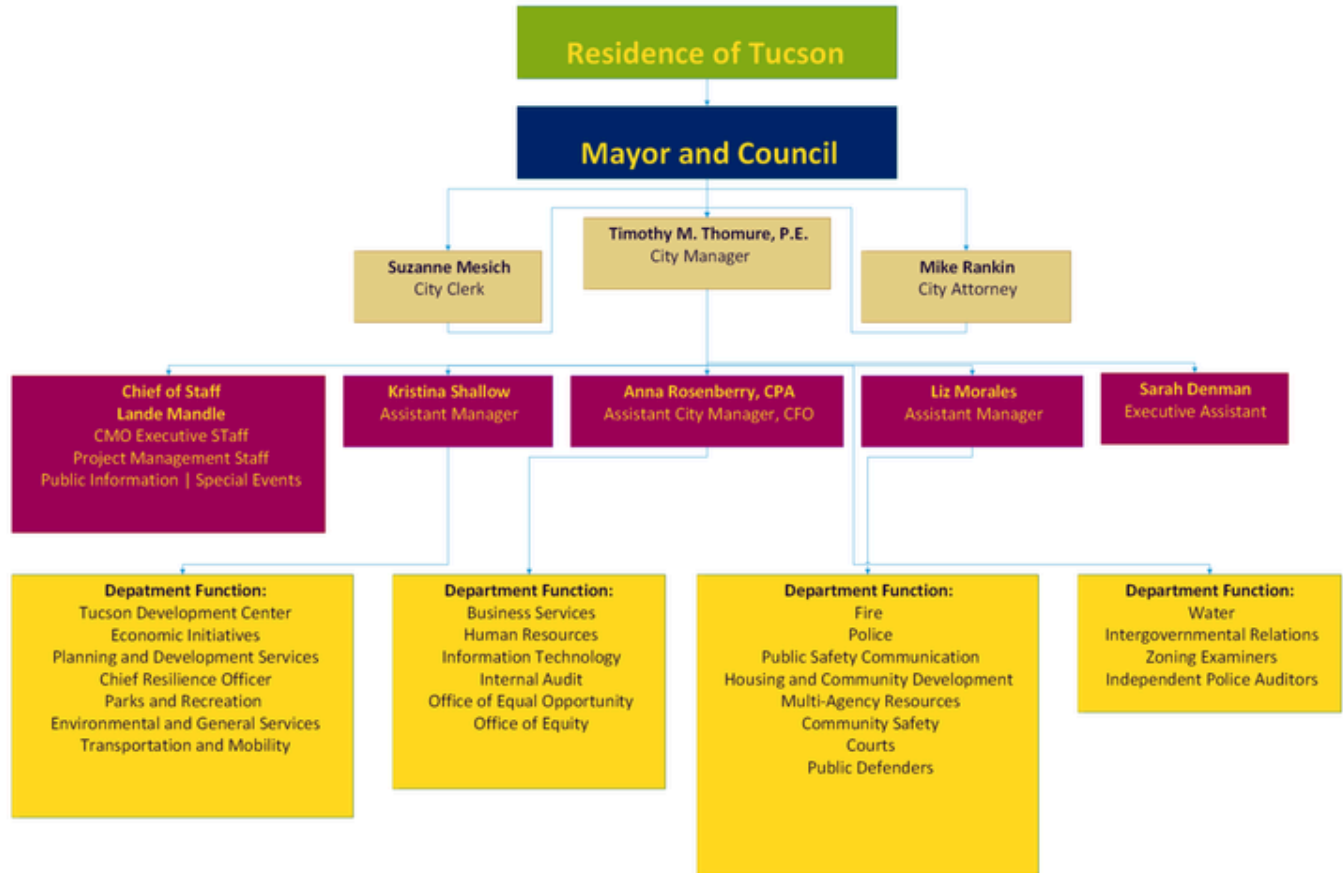 Residence of Tucson
Mayor and Council
Timothy M. Thomure, P.E.
City Manager
Suzanne Mesich
City Clerk
Mike Rankin
City Attorney
Chief of Staff
Lande Mandle
CMO Executive STaff
Project Management Staff
Public Information | Special Events
Kristina Shallow
Assistant Manager
Anna Rosenberry, CPA
Assistant City Manager, CFO
Liz Morales
Assistant Manager
Sarah Denman
Executive Assistant
Depatment Function:
Tucson Development Center
Economic Initiatives
Planning and Development Services
Chief Resilience Officer
Parks and Recreation
Environmental and General Services
Transportation and Mobility
Department Function:
Business Services
Human Resources
Information Technology
Internal Audit
Office of Equal Opportunity
Office of Equity
Department Function:
Fire
Police
Public Safety Communication
Housing and Community Development
Multi-Agency Resources
Community Safety
Courts
Public Defenders
Department Function:
Water
Intergovernmental Relations
Zoning Examiners
Independent Police Auditors